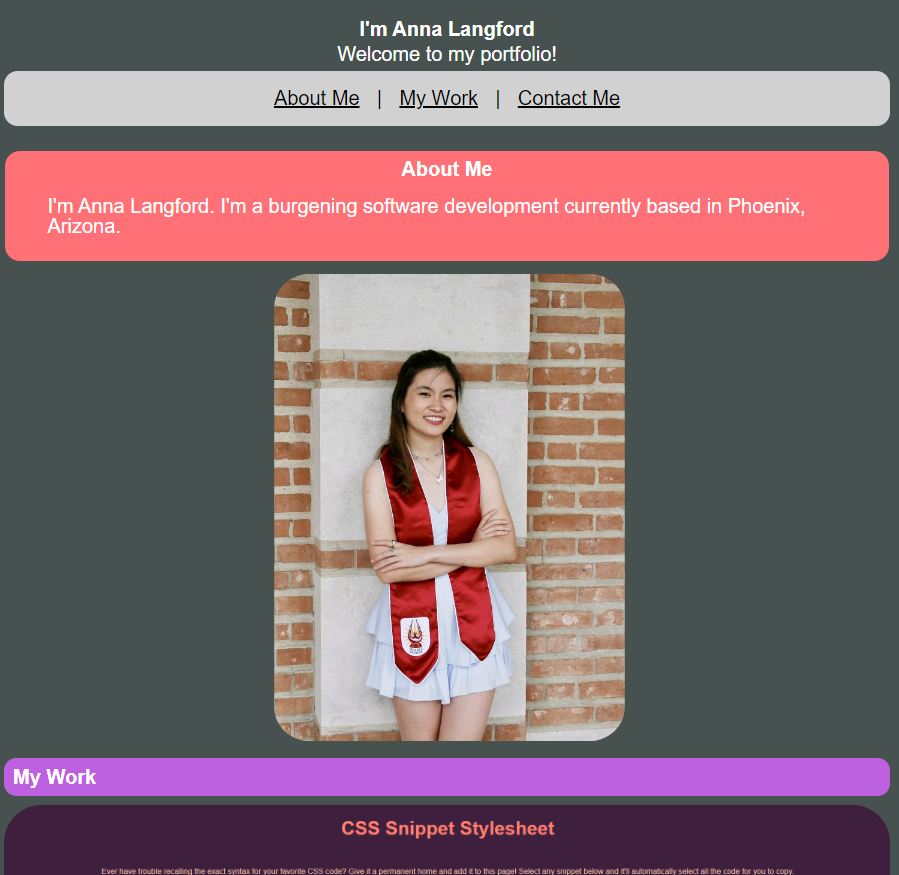 I'm Anna Langford
Welcome to my portfolio!
About Me | My Work | Contact Me
About Me
I'm Anna Langford. I'm a burgening software development currently based in Phoenix,
Arizona.
My Work
CSS Snippet Stylesheet
Ever have trouble recalling the exact syntax for your favorite CSS code? Give it a permanent home and add it to this page! Select any snippet below and it'll automatically select all the code for you to copy.